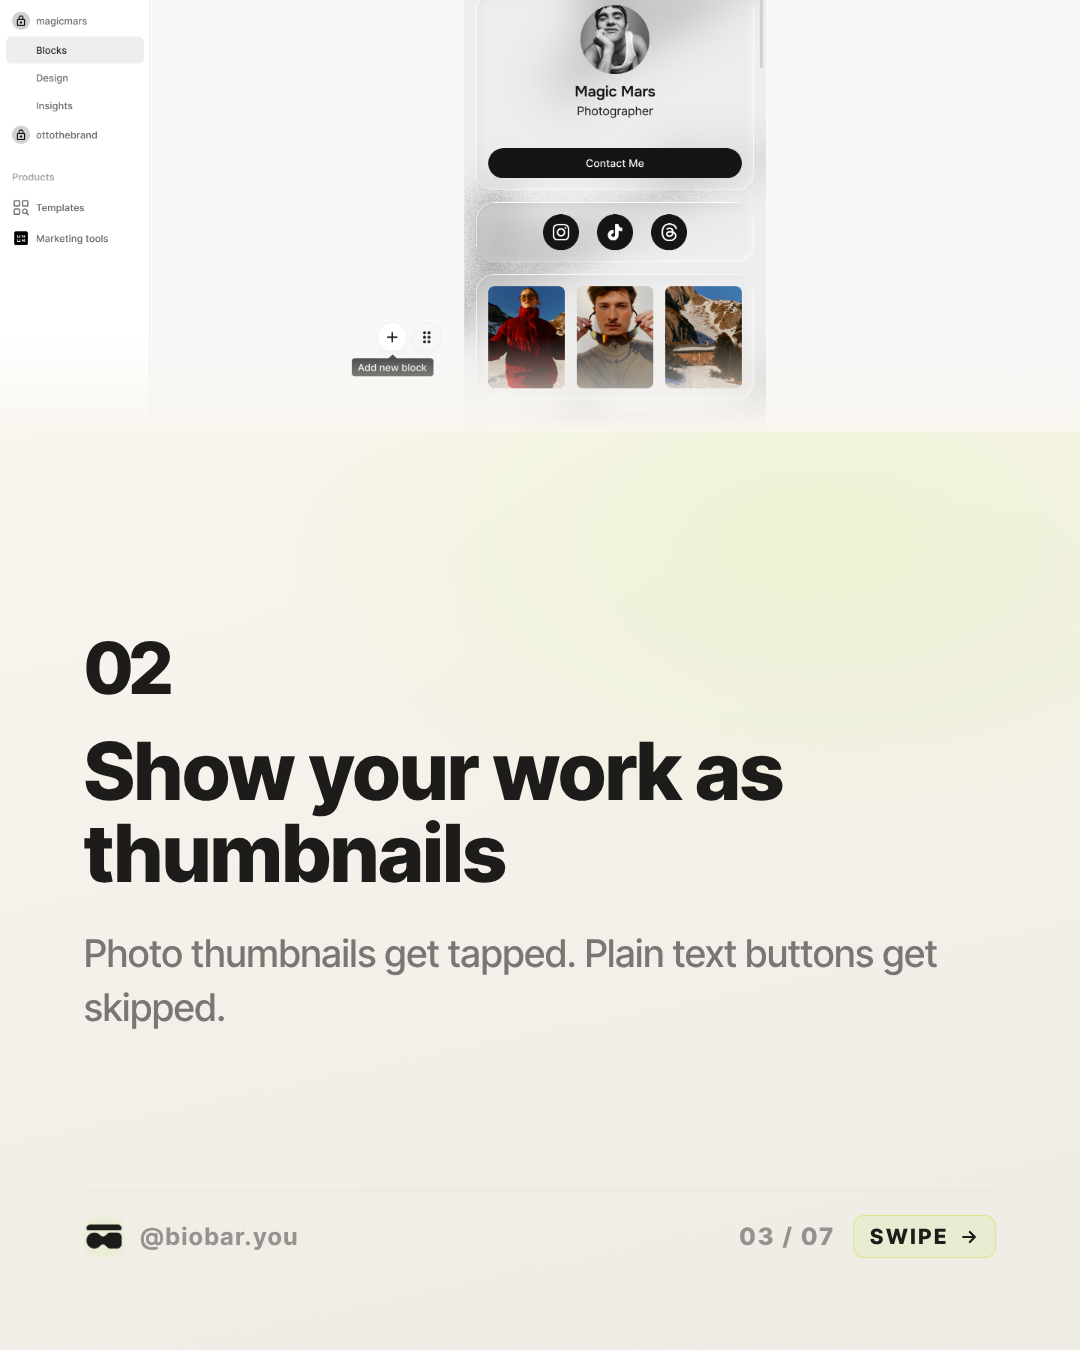 magicmars
Blocks
Design
Insights
ottothebrand
Products
Templates
Marketing tools
Magic Mars
Photographer
Contact Me
Add new block
02
Show your work as
thumbnails
Photo thumbnails get tapped. Plain text buttons get
skipped.
@biobar.you
03 / 07
SWIPE →